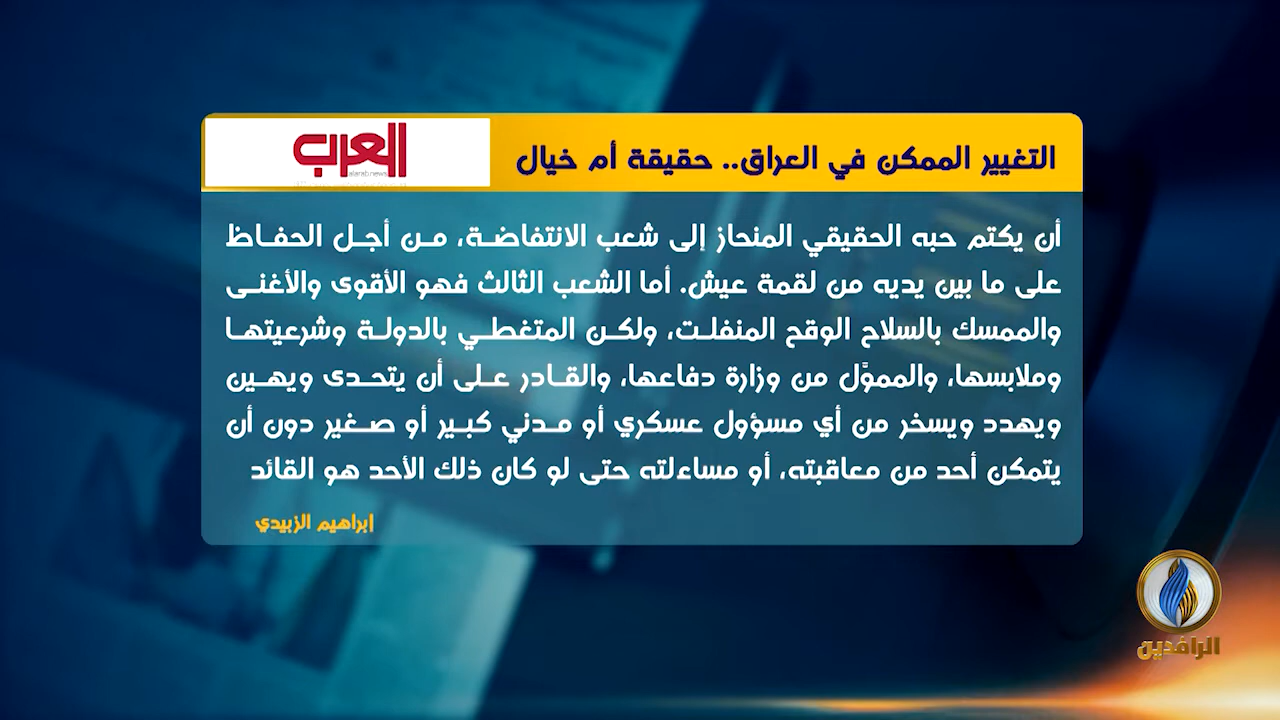 التغيير الممكن في العراق.. حقيقة أم خيال
العرب
alarab news
أن يكتم حبه الحقيقي المنحاز إلى شعب الانتفاضة، من أجل الحفاظ
على ما بين يديه من لقمة عيش. أما الشعب الثالث فهو الأقوى والأغنى
والممسك بالسلاح الوقح المنفلت، ولكن المتغطي بالدولة وشرعيتها
وملابسها، والمموَّل من وزارة دفاعها، والقادر على أن يتحدى ويهين
ويهدد ويسخر من أي مسؤول عسكري أو مدني كبير أو صغير دون أن
يتمكن أحد من معاقبته، أو مساءلته حتى لو كان ذلك الأحد هو القائد
إبراهيم الزبيدي
الرافدين